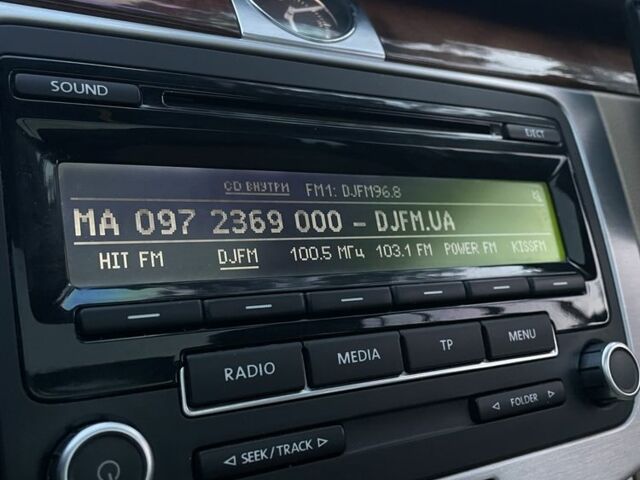 SOUND
EJECT
CD ВНУТРИ FM1: DJFM96.8
MA 097 2369 000 - DJFM.UA
HIT FM DJFM 100.5 МГц 103.1 FM POWER FM KISSFM
RADIO MEDIA TP MENU
◁ SEEK/TRACK ▷ ◁ FOLDER ▷